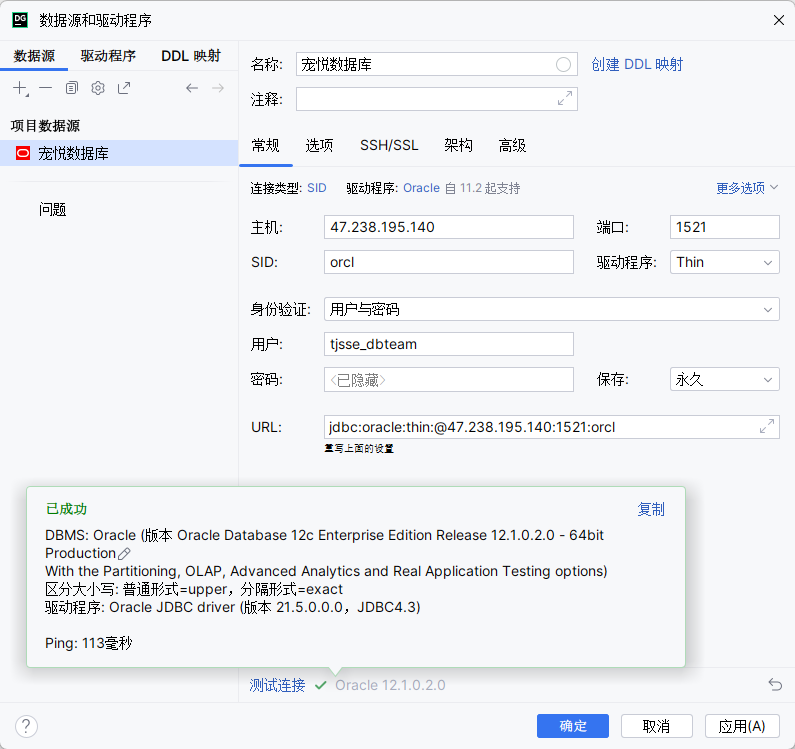 DG 数据源和驱动程序
数据源 驱动程序 DDL 映射
项目数据源
宠悦数据库
问题
名称: 宠悦数据库 创建 DDL 映射
注释:
常规 选项 SSH/SSL 架构 高级
连接类型: SID 驱动程序: Oracle 自 11.2 起支持 更多选项
主机: 47.238.195.140 端口: 1521
SID: orcl 驱动程序: Thin
身份验证: 用户与密码
用户: tjsse_dbteam
密码: <已隐藏> 保存: 永久
URL: jdbc:oracle:thin:@47.238.195.140:1521:orcl
重写上面的设置
已成功 复制
DBMS: Oracle (版本 Oracle Database 12c Enterprise Edition Release 12.1.0.2.0 - 64bit
Production
With the Partitioning, OLAP, Advanced Analytics and Real Application Testing options)
区分大小写: 普通形式=upper，分隔形式=exact
驱动程序: Oracle JDBC driver (版本 21.5.0.0.0，JDBC4.3)
Ping: 113毫秒
测试连接 Oracle 12.1.0.2.0
? 确定 取消 应用(A)